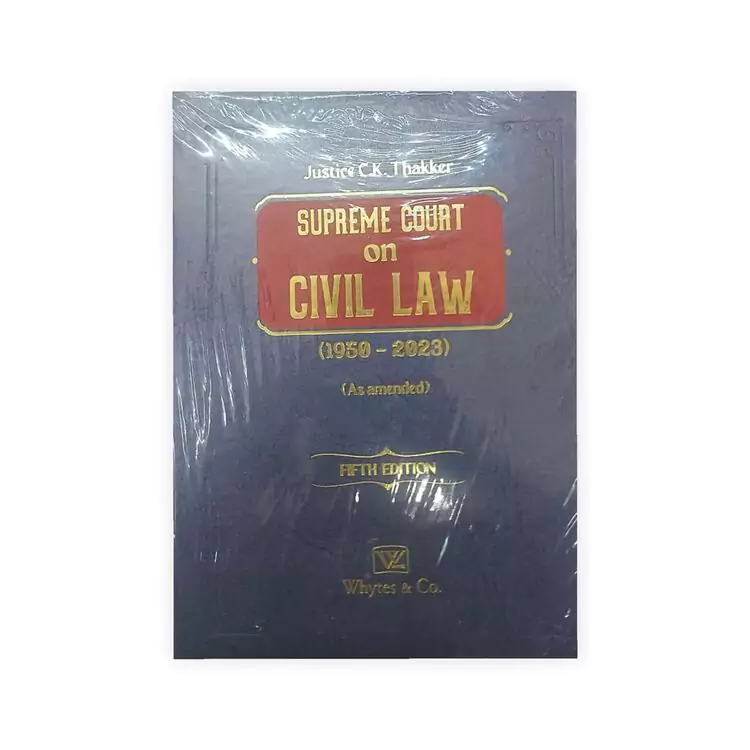 Justice C.K. Thakker
SUPREME COURT
on
CIVIL LAW
(1950 - 2023)
(As amended)
FIFTH EDITION
Whytes & Co.